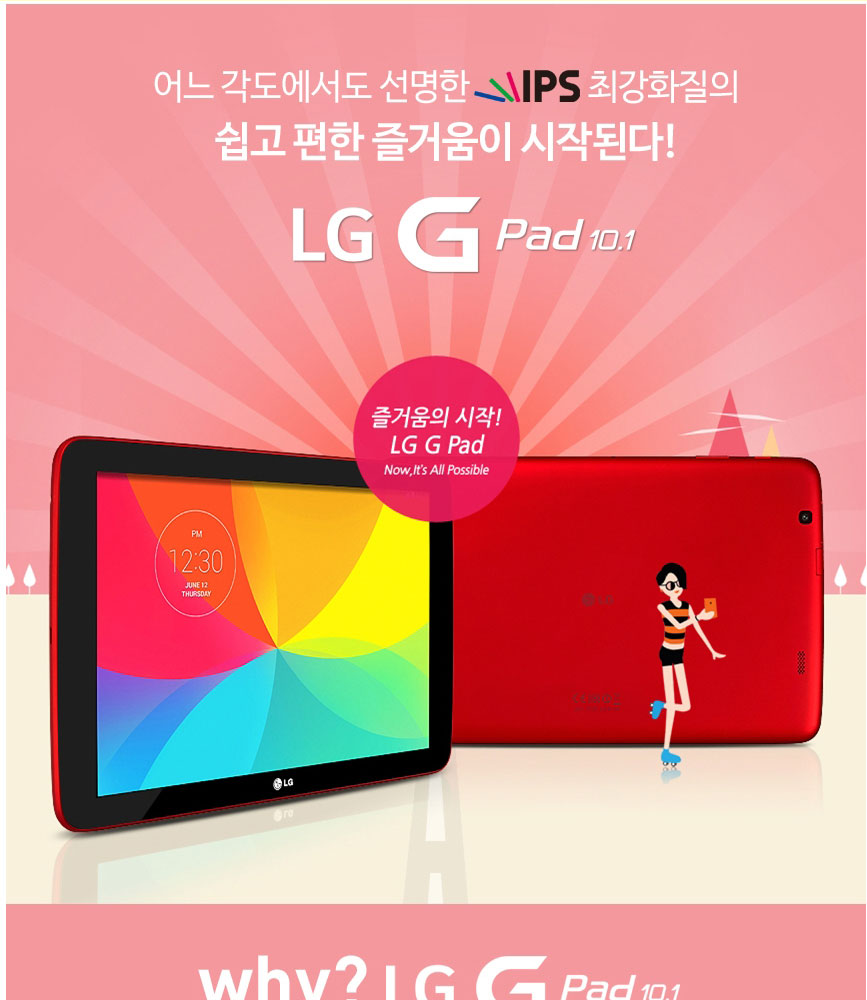 어느 각도에서도 선명한 IPS 최강화질의
쉽고 편한 즐거움이 시작된다!
LG G Pad 10.1
즐거움의 시작!
LG G Pad
Now,It's All Possible
PM
12:30
JUNE 12
THURSDAY
LG
LG
why? LG G Pad 10.1